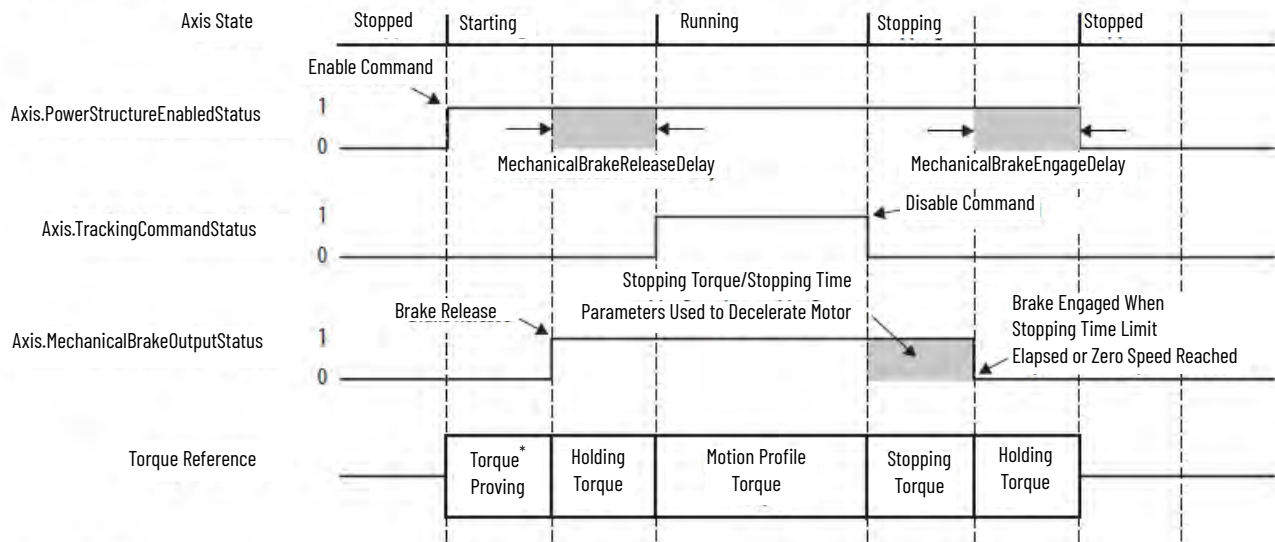 Axis State
Stopped
Starting
Running
Stopping
Stopped
Enable Command
Axis.PowerStructureEnabledStatus
1
0
MechanicalBrakeReleaseDelay
MechanicalBrakeEngageDelay
Axis.TrackingCommandStatus
1
0
Disable Command
Stopping Torque/Stopping Time
Parameters Used to Decelerate Motor
Brake Release
Brake Engaged When
Stopping Time Limit
Elapsed or Zero Speed Reached
Axis.MechanicalBrakeOutputStatus
1
0
Torque Reference
Torque*
Proving
Holding
Torque
Motion Profile
Torque
Stopping
Torque
Holding
Torque